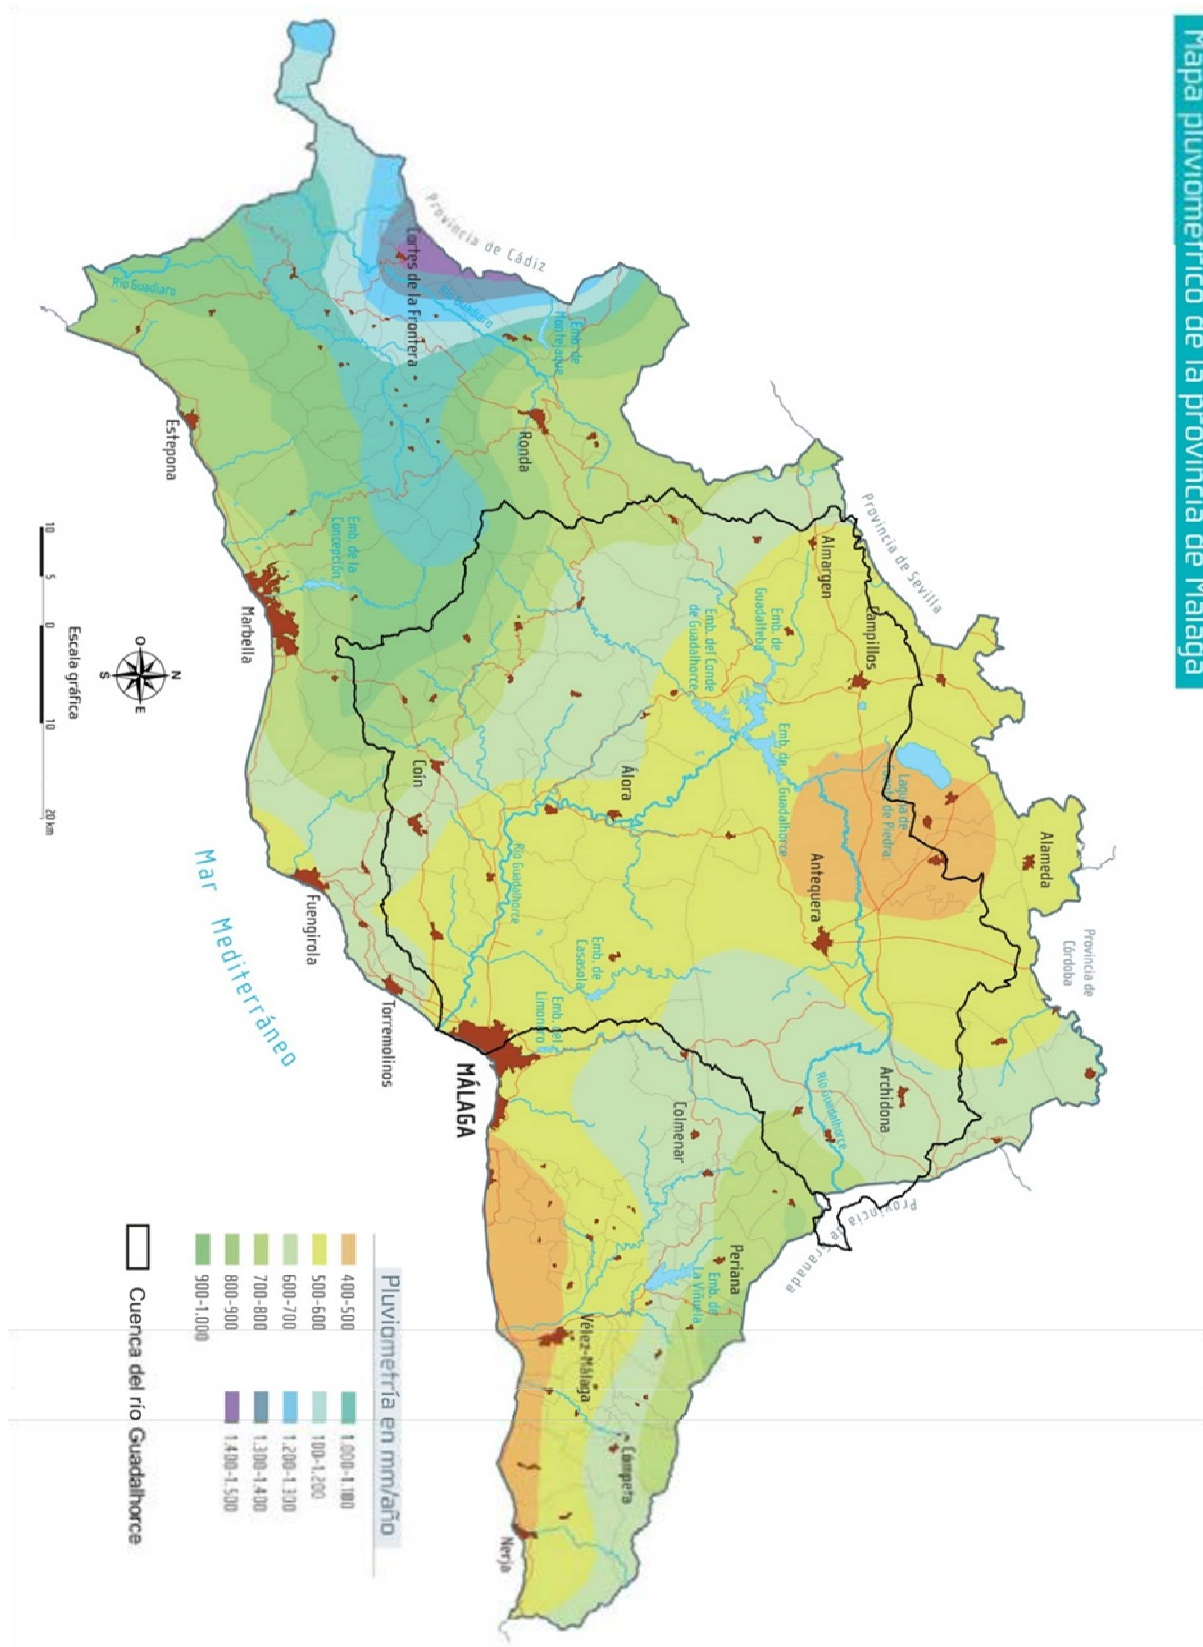 Mapa pluviométrico de la provincia de Málaga
Provincia de Cádiz
Provincia de Sevilla
Provincia de
Córdoba
Provincia de Granada
Cortes de la Frontera
Río Guadiaro
Río Guadiaro
Emb. de
Montejaque
Ronda
Estepona
Emb. de la
Concepción
Marbella
Almargen
Campillos
Emb. de
Guadalteba
Emb. del Conde
de Guadalhorce
Emb. de Guadalhorce
Laguna de
Fuente de Piedra
Alameda
Antequera
Álora
Coín
Río Guadalhorce
Fuengirola
Torremolinos
Emb. de
Casasola
Emb. del
Limonero
MÁLAGA
Archidona
Río Guadalhorce
Colmenar
Periana
Emb. de
La Viñuela
Vélez-Málaga
Cómpeta
Nerja
Mar Mediterráneo
N
O
E
S
10 5 0 10 20 km
Escala gráfica
Pluviometría en mm/año
400-500
500-600
600-700
700-800
800-900
900-1.000
1.000-1.100
100-1.200
1.200-1.300
1.300-1.400
1.400-1.500
Cuenca del río Guadalhorce